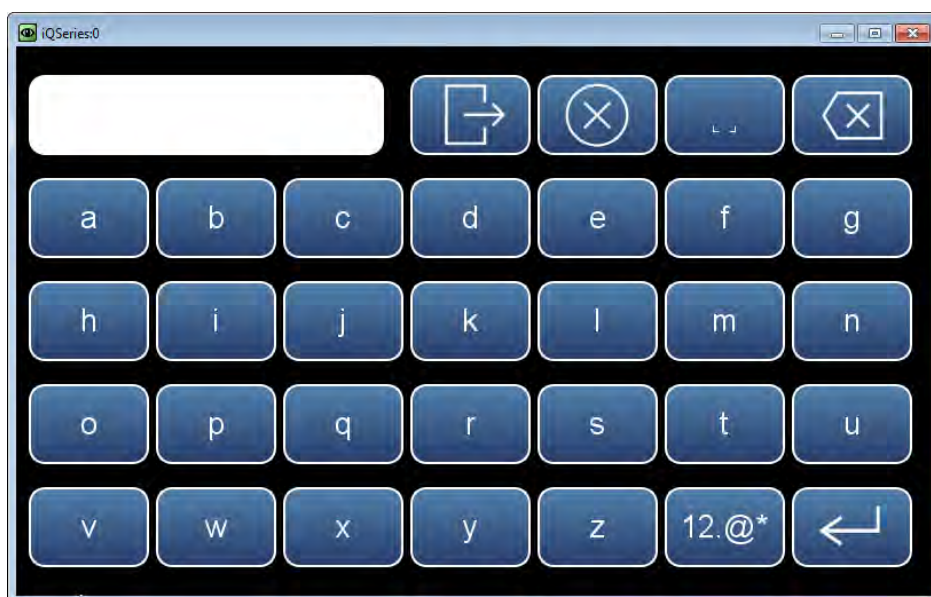 iQSeries:0
a b c d e f g
h i j k l m n
o p q r s t u
v w x y z 12.@*